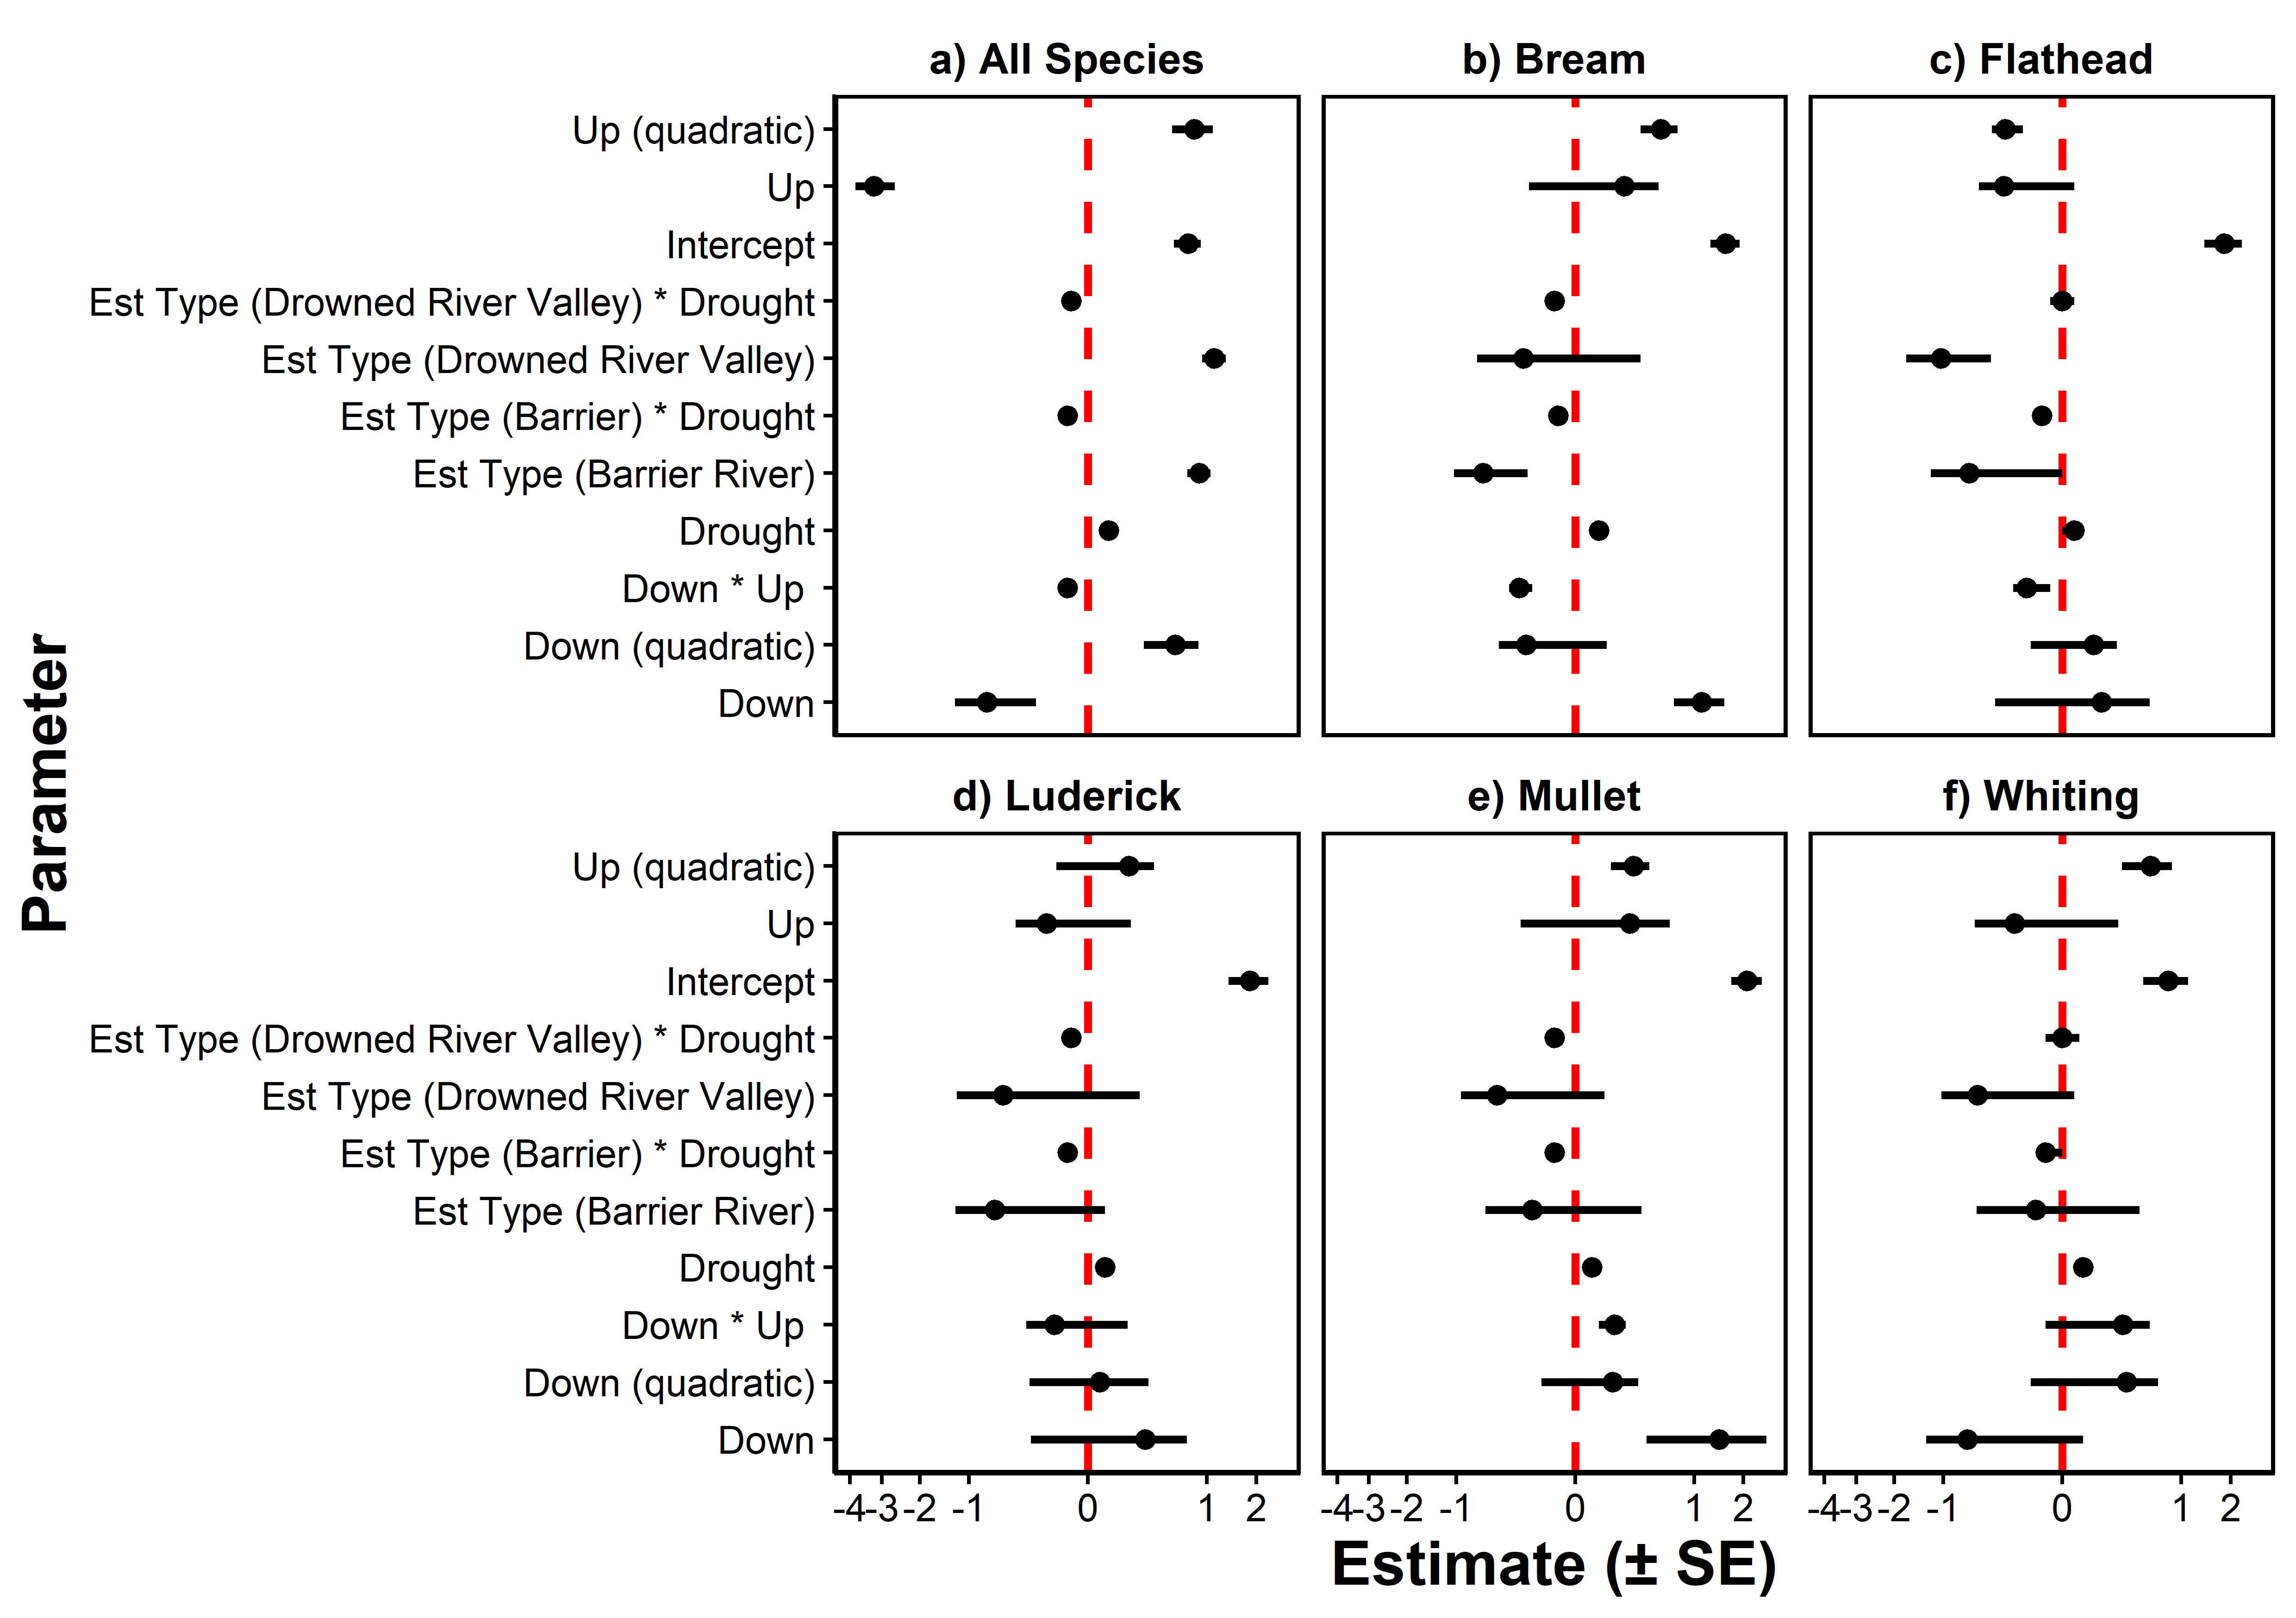 a) All Species
b) Bream
c) Flathead
Up (quadratic)
Up
Intercept
Est Type (Drowned River Valley) * Drought
Est Type (Drowned River Valley)
Est Type (Barrier) * Drought
Est Type (Barrier River)
Drought
Down * Up
Down (quadratic)
Down
Parameter
d) Luderick
e) Mullet
f) Whiting
Up (quadratic)
Up
Intercept
Est Type (Drowned River Valley) * Drought
Est Type (Drowned River Valley)
Est Type (Barrier) * Drought
Est Type (Barrier River)
Drought
Down * Up
Down (quadratic)
Down
-4 -3 -2 -1 0 1 2
-4 -3 -2 -1 0 1 2
-4 -3 -2 -1 0 1 2
Estimate (± SE)